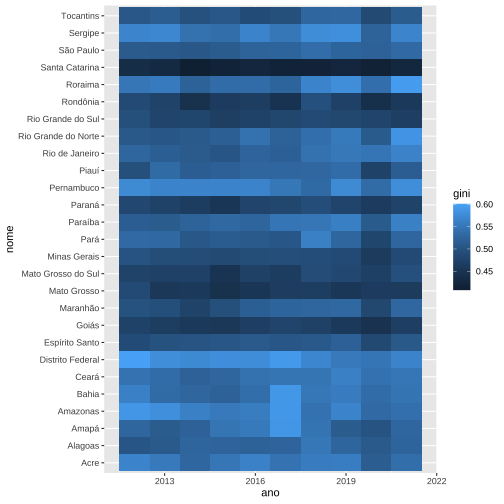 Tocantins
Sergipe
São Paulo
Santa Catarina
Roraima
Rondônia
Rio Grande do Sul
Rio Grande do Norte
Rio de Janeiro
Piauí
Pernambuco
Paraná
Paraíba
Pará
Minas Gerais
Mato Grosso do Sul
Mato Grosso
Maranhão
Goiás
Espírito Santo
Distrito Federal
Ceará
Bahia
Amazonas
Amapá
Alagoas
Acre
nome
2013
2016
2019
2022
ano
gini
0.60
0.55
0.50
0.45